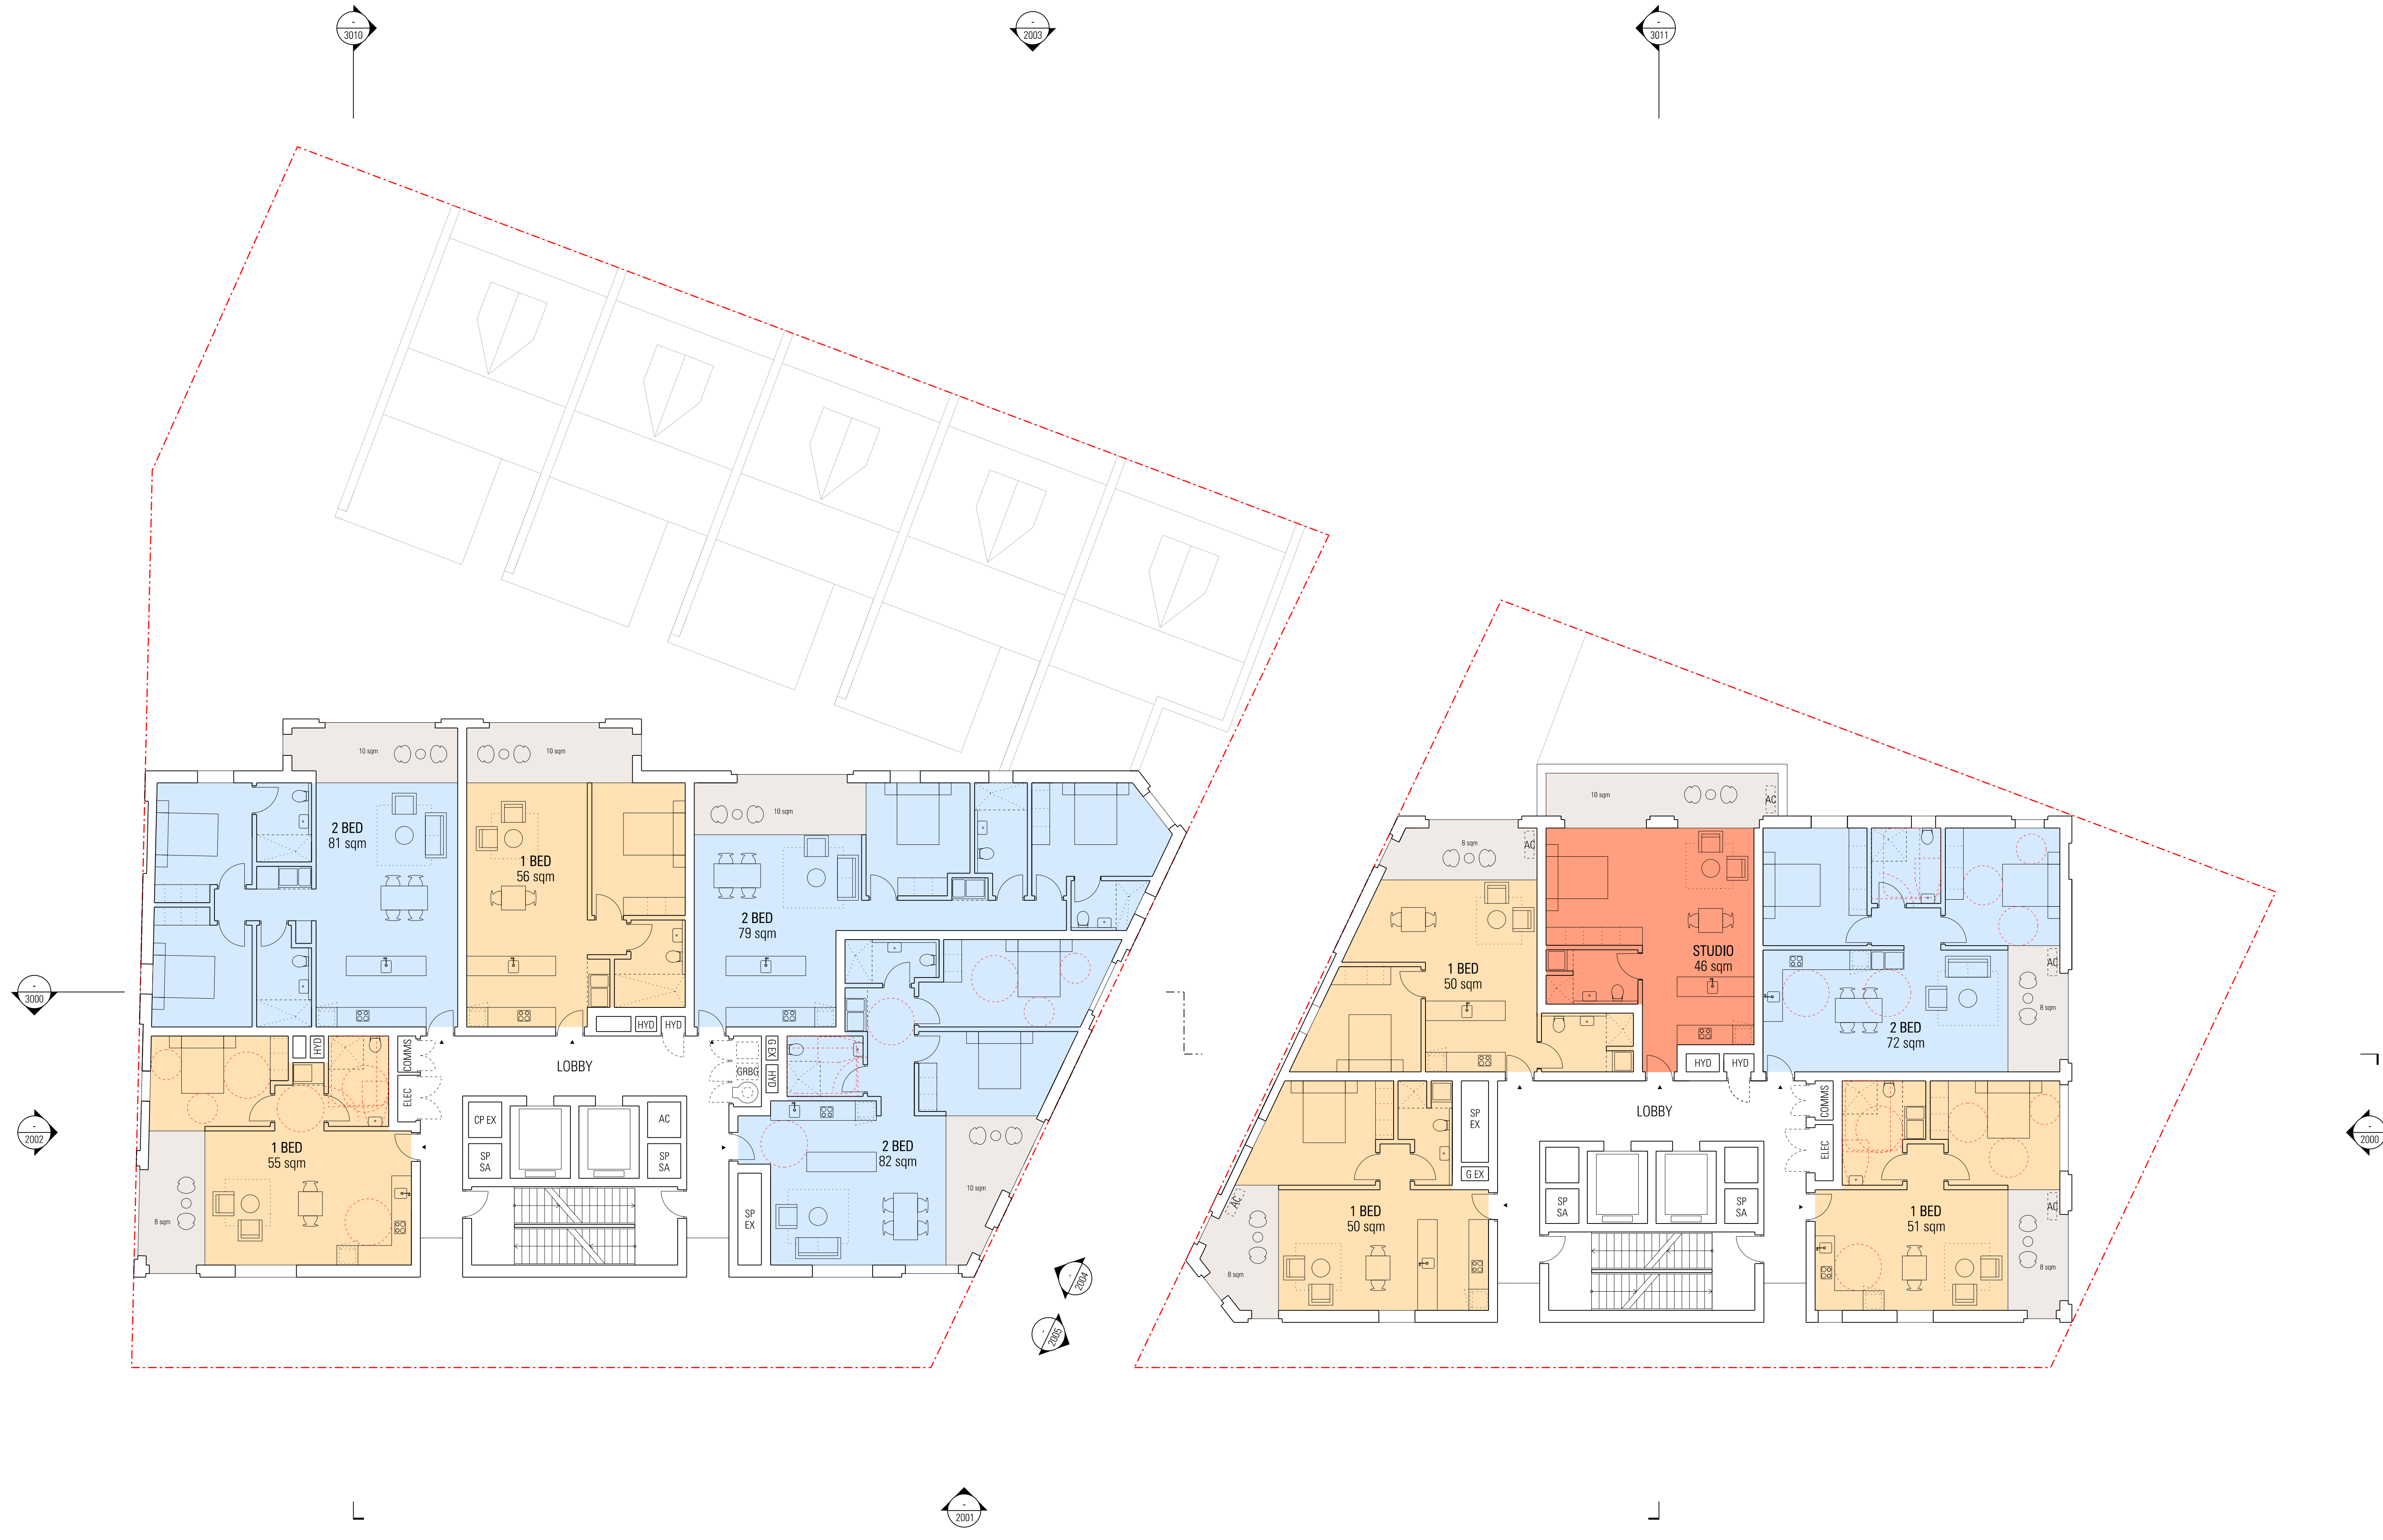 -
3010
-
2003
-
3011
10 sqm
10 sqm
2 BED
81 sqm
1 BED
56 sqm
10 sqm
2 BED
79 sqm
10 sqm
AC
8 sqm
AC
STUDIO
46 sqm
1 BED
50 sqm
AC
8 sqm
2 BED
72 sqm
-
3000
HYD
HYD
HYD
COMMS
ELEC
LOBBY
G EX
HYD
GRBG
HYD
HYD
LOBBY
COMMS
ELEC
-
2002
CP EX
AC
SP
SA
SP
SA
1 BED
55 sqm
8 sqm
2 BED
82 sqm
10 sqm
SP
EX
SP
EX
G EX
1 BED
50 sqm
AC
8 sqm
SP
SA
SP
SA
1 BED
51 sqm
AC
8 sqm
-
2000
-
2004
-
2005
-
2001